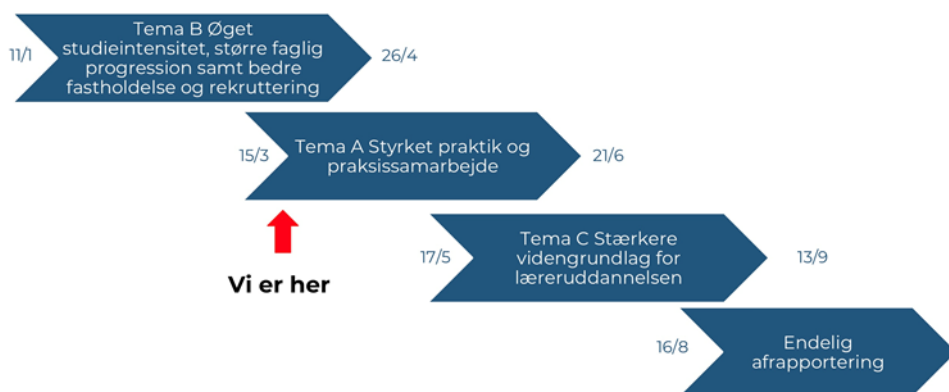 Tema B Øget
studieintensitet, større faglig
progression samt bedre
fastholdelse og rekruttering
11/1
26/4
Tema A Styrket praktik og
praksissamarbejde
15/3
21/6
Vi er her
Tema C Stærkere
videngrundlag for
læreruddannelsen
17/5
13/9
Endelig
afrapportering
16/8